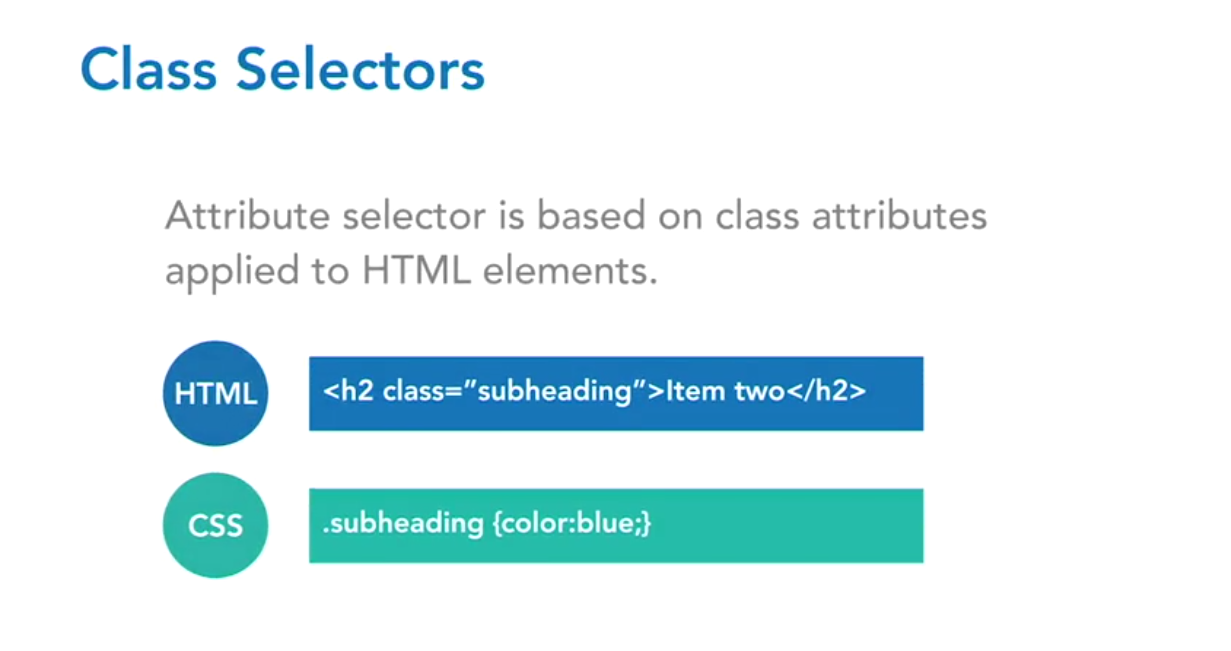 Class Selectors
Attribute selector is based on class attributes
applied to HTML elements.
HTML
<h2 class=”subheading”>Item two</h2>
CSS
.subheading {color:blue;}